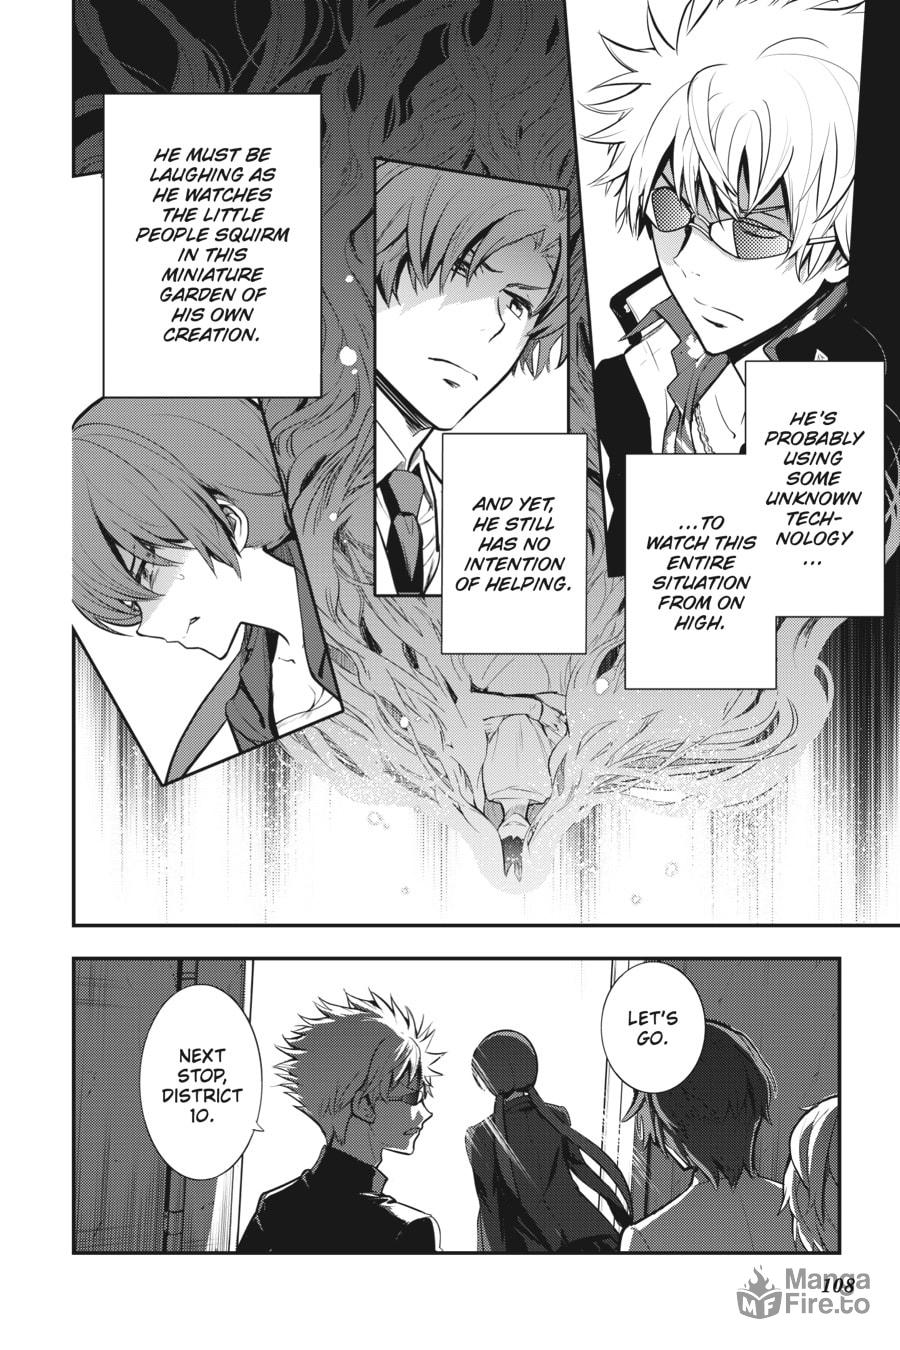 HE'S
PROBABLY
USING
SOME
UNKNOWN
TECH-
NOLOGY
...
...TO
WATCH THIS
ENTIRE
SITUATION
FROM ON
HIGH.
AND YET,
HE STILL
HAS NO
INTENTION
OF HELPING.
HE MUST BE
LAUGHING AS
HE WATCHES
THE LITTLE
PEOPLE SQUIRM
IN THIS
MINIATURE
GARDEN OF
HIS OWN
CREATION.
LET'S
GO.
NEXT
STOP,
DISTRICT
10.
108
MF
Manga
Fire.to